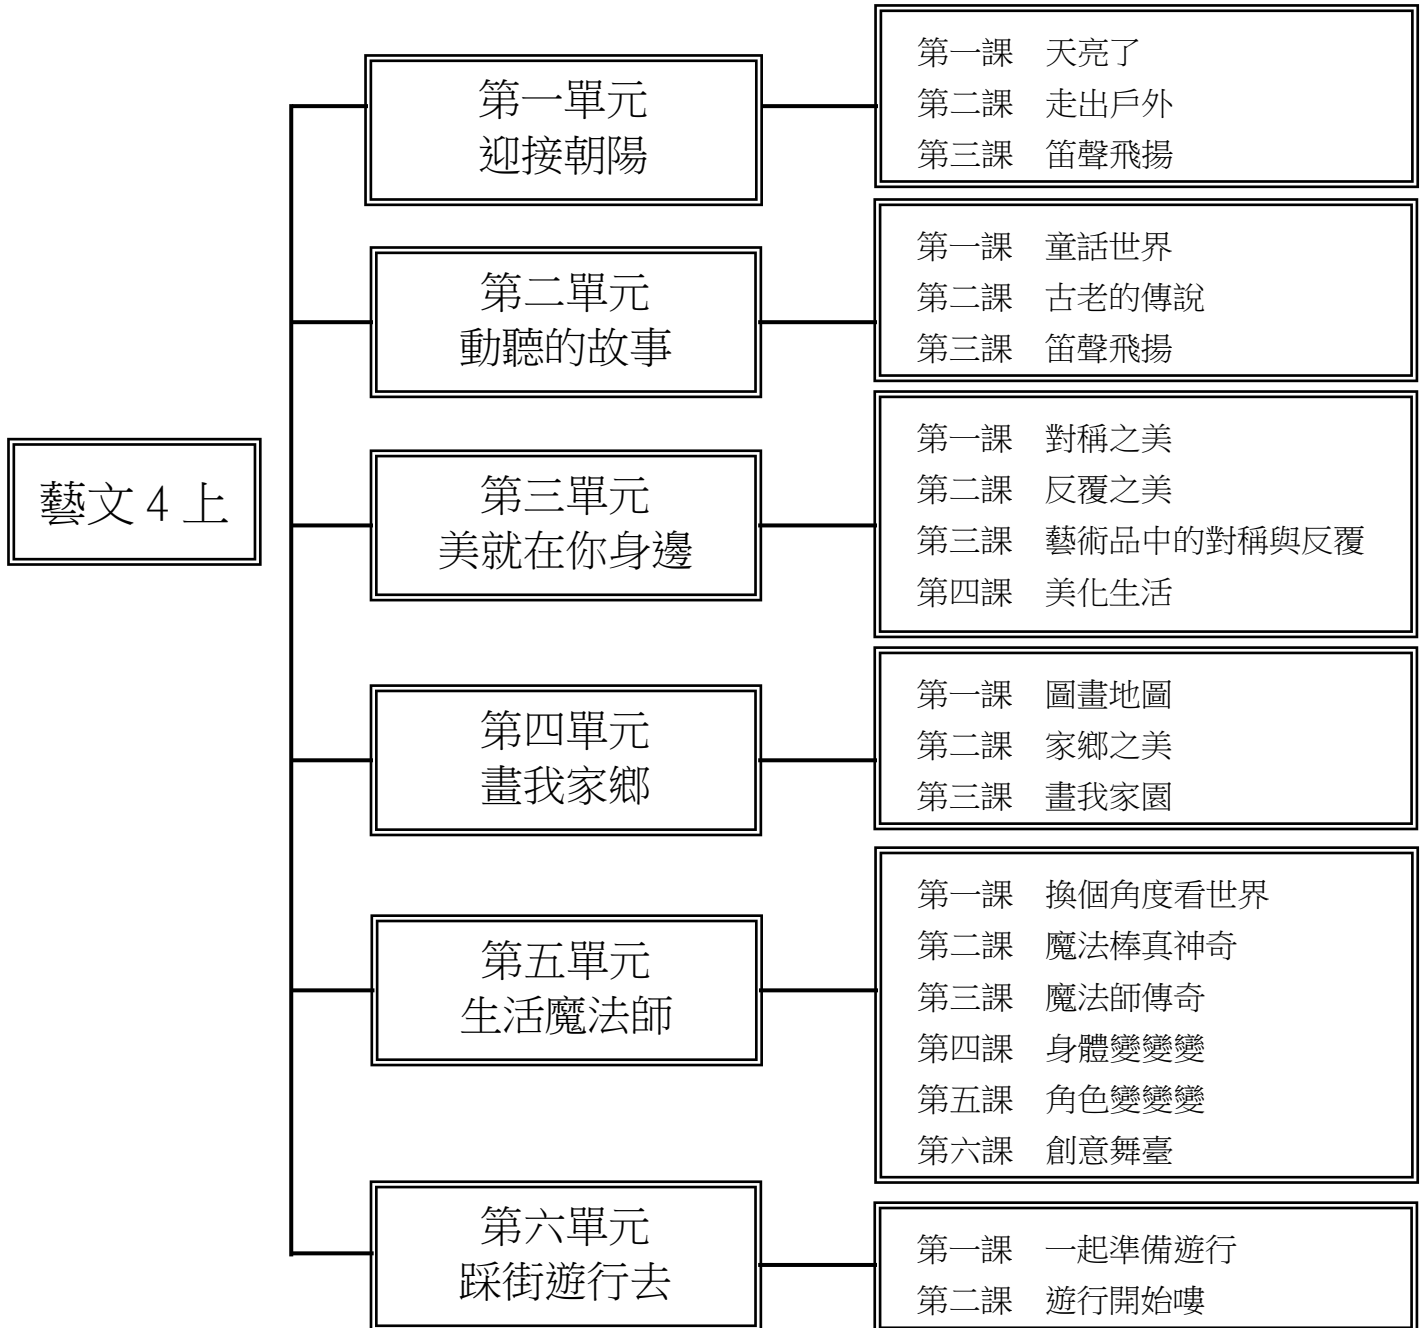 藝文 4 上
第一單元
迎接朝陽
第一課　天亮了
第二課　走出戶外
第三課　笛聲飛揚
第二單元
動聽的故事
第一課　童話世界
第二課　古老的傳說
第三課　笛聲飛揚
第三單元
美就在你身邊
第一課　對稱之美
第二課　反覆之美
第三課　藝術品中的對稱與反覆
第四課　美化生活
第四單元
畫我家鄉
第一課　圖畫地圖
第二課　家鄉之美
第三課　畫我家園
第五單元
生活魔法師
第一課　換個角度看世界
第二課　魔法棒真神奇
第三課　魔法師傳奇
第四課　身體變變變
第五課　角色變變變
第六課　創意舞臺
第六單元
踩街遊行去
第一課　一起準備遊行
第二課　遊行開始嘍